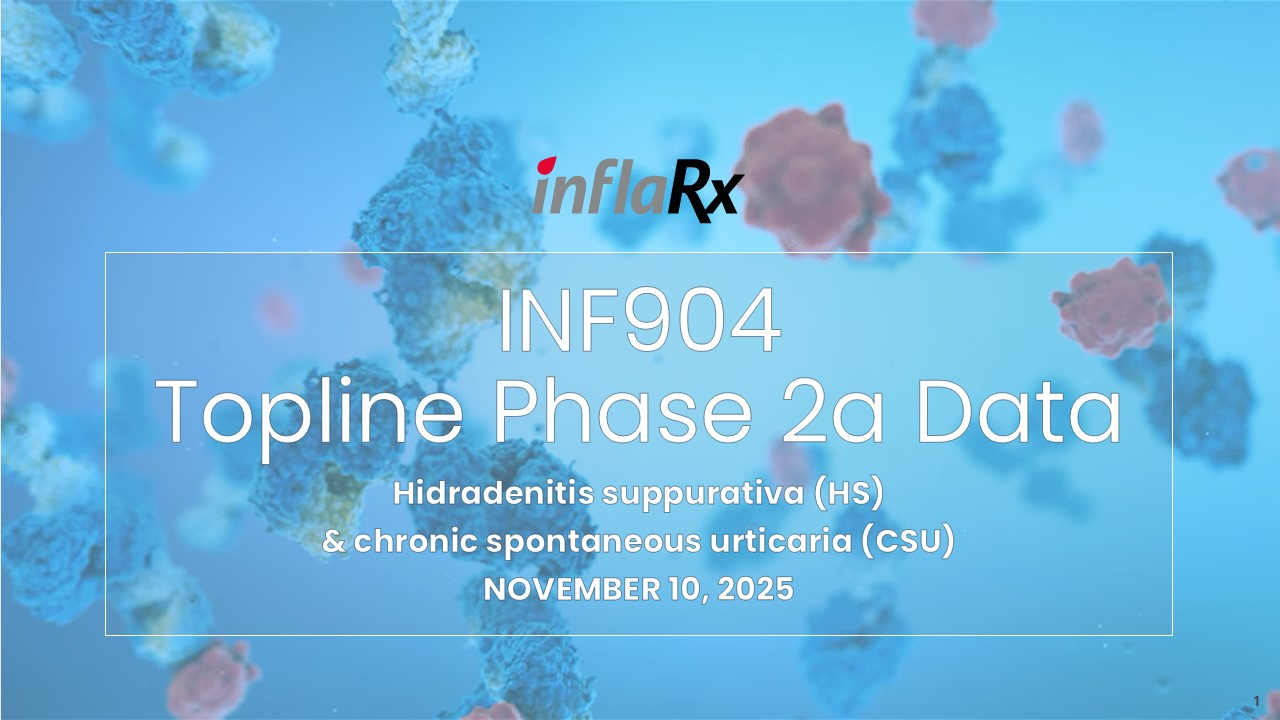 inflaRx
INF904
Topline Phase 2a Data
Hidradenitis suppurativa (HS)
& chronic spontaneous urticaria (CSU)
NOVEMBER 10, 2025
1